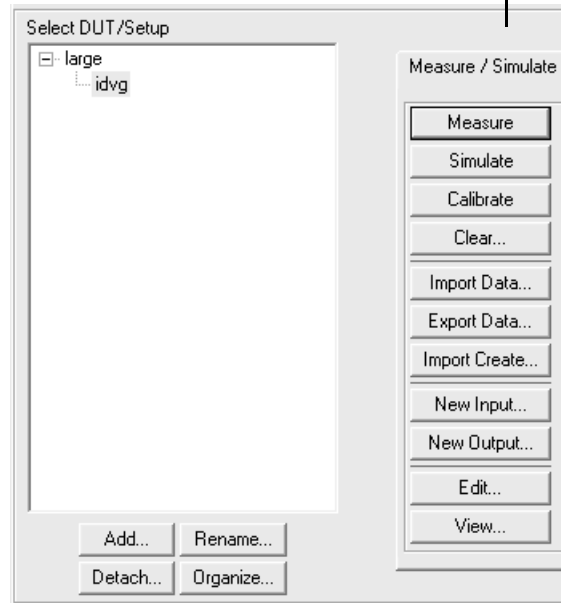 Select DUT/Setup
large
idvg
Add...
Rename...
Detach...
Organize...
Measure / Simulate
Measure
Simulate
Calibrate
Clear...
Import Data...
Export Data...
Import Create...
New Input...
New Output...
Edit...
View...